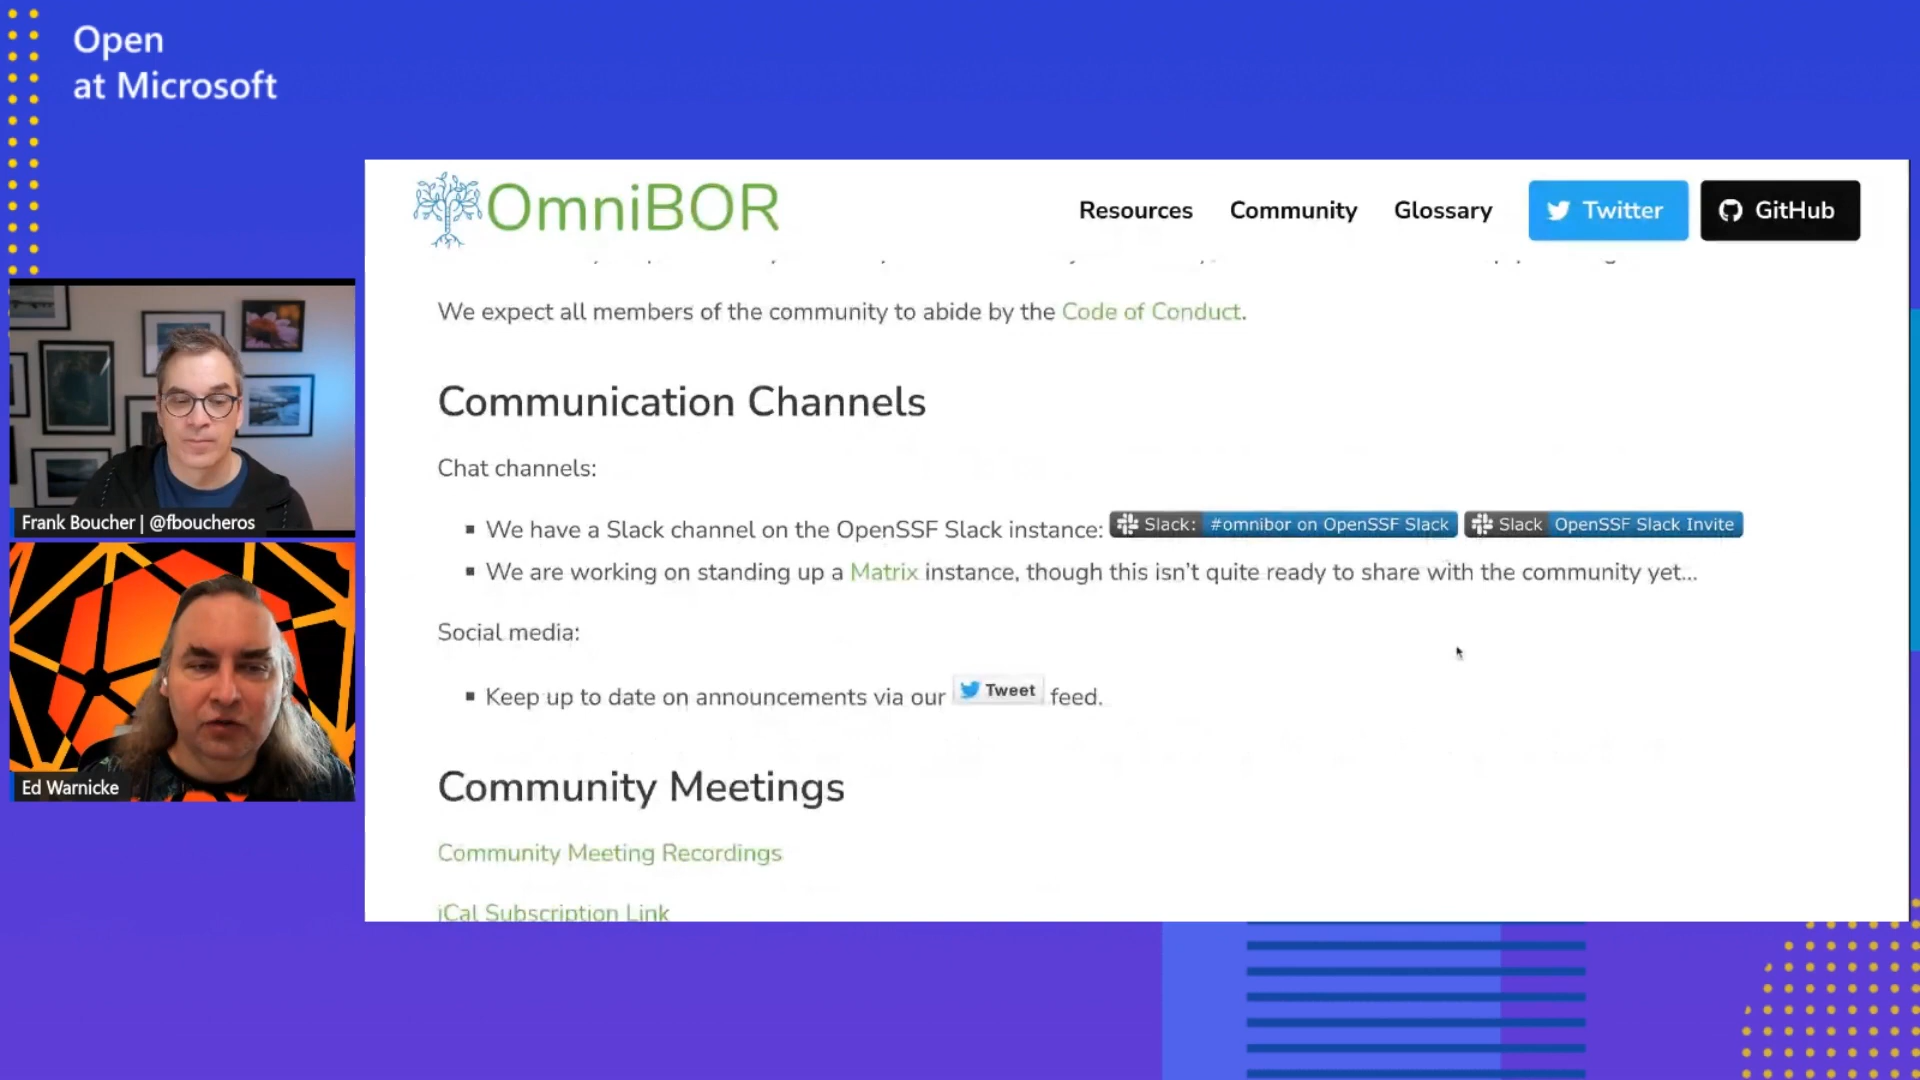 Open
at Microsoft
OmniBOR
Resources
Community
Glossary
Twitter
GitHub
We expect all members of the community to abide by the Code of Conduct.
Communication Channels
Chat channels:
▪ We have a Slack channel on the OpenSSF Slack instance: Slack: #omnibor on OpenSSF Slack Slack OpenSSF Slack Invite
▪ We are working on standing up a Matrix instance, though this isn't quite ready to share with the community yet...
Social media:
▪ Keep up to date on announcements via our Tweet feed.
Community Meetings
Community Meeting Recordings
iCal Subscription Link
Frank Boucher | @fboucheros
Ed Warnicke